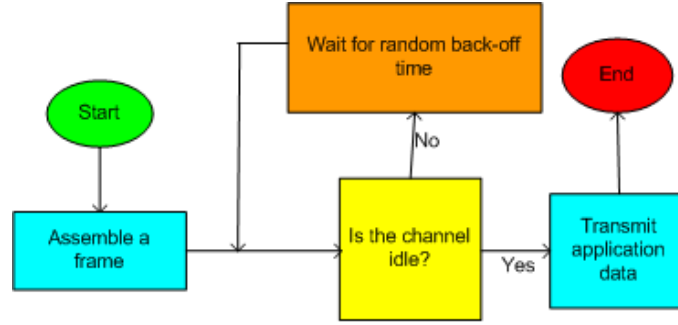 Start
Assemble a
frame
Wait for random back-off
time
No
Is the channel
idle?
Yes
Transmit
application
data
End